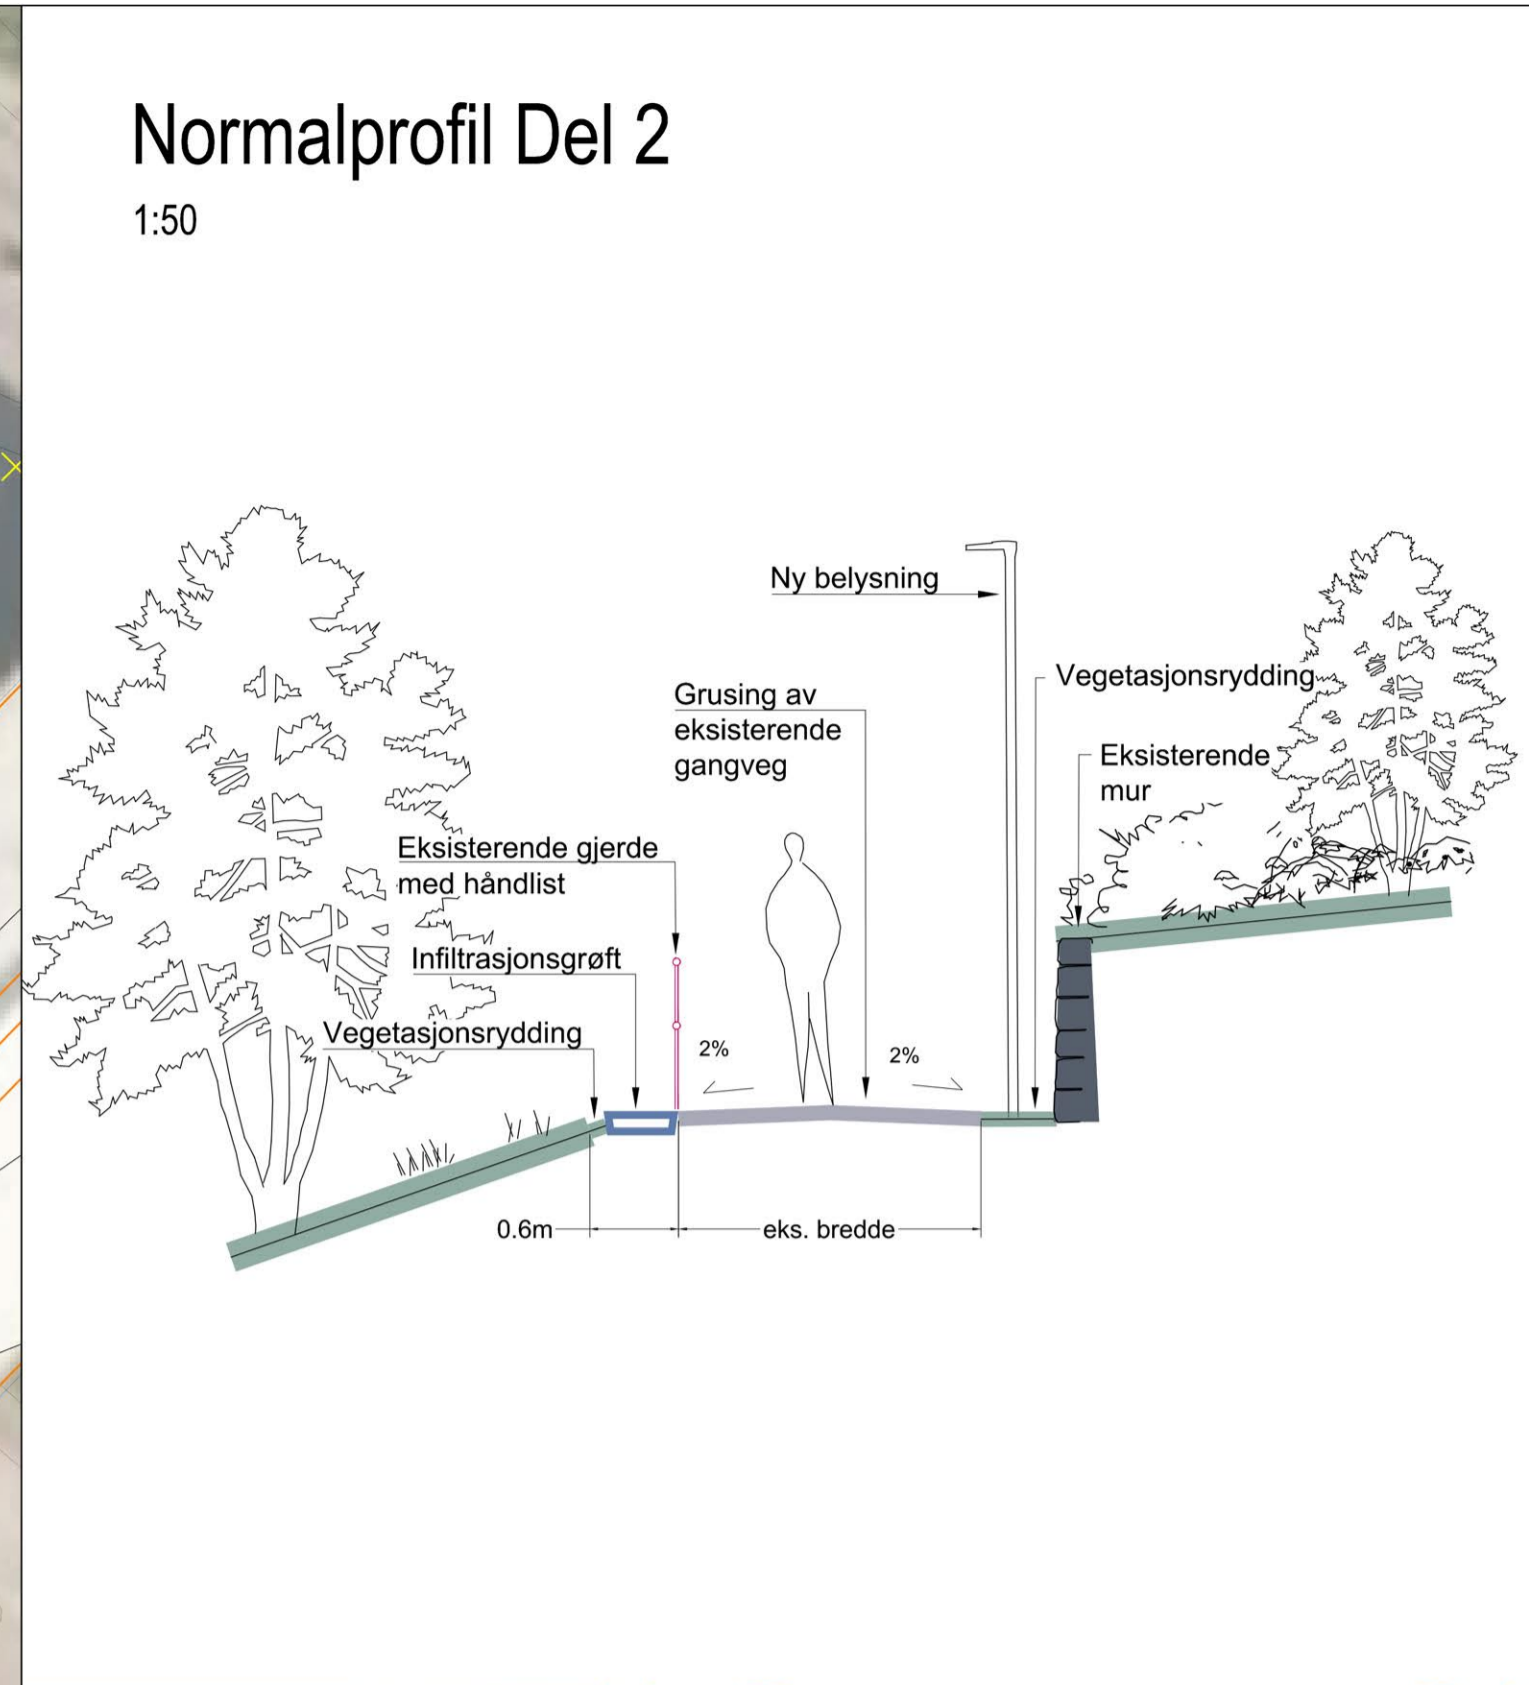 Normalprofil Del 2
1:50
Ny belysning
Vegetasjonsrydding
Grusing av
eksisterende
gangveg
Eksisterende
mur
Eksisterende gjerde
med håndlist
Infiltrasjonsgrøft
Vegetasjonsrydding
2%
2%
0.6m
eks. bredde